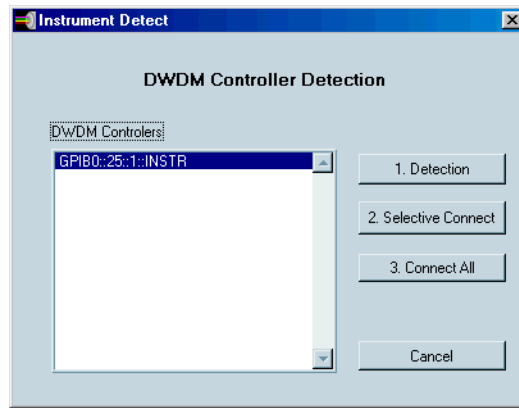 Instrument Detect
DWDM Controller Detection
DWDM Controlers
GPIB0::25::1::INSTR
1. Detection
2. Selective Connect
3. Connect All
Cancel